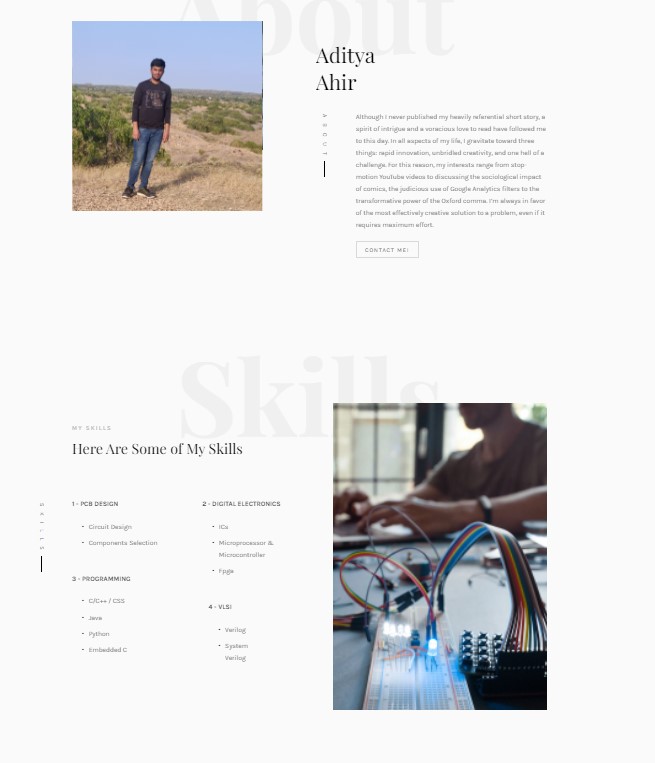 About
Aditya
Ahir
ABOUT
Although I never published my heavily referential short story, a
spirit of intrigue and a voracious love to read have followed me
to this day. In all aspects of my life, I gravitate toward three
things: rapid innovation, unbridled creativity, and one hell of a
challenge. For this reason, my interests range from stop-
motion YouTube videos to discussing the sociological impact
of comics, the judicious use of Google Analytics filters to the
transformative power of the Oxford comma. I'm always in favor
of the most effectively creative solution to a problem, even if it
requires maximum effort.
CONTACT ME!
Skills
MY SKILLS
Here Are Some of My Skills
SKILLS
1 - PCB DESIGN
- Circuit Design
- Components Selection
2 - DIGITAL ELECTRONICS
- ICs
- Microprocessor &
Microcontroller
- Fpga
3 - PROGRAMMING
- C/C++ / CSS
- Java
- Python
- Embedded C
4 - VLSI
- Verilog
- System
Verilog